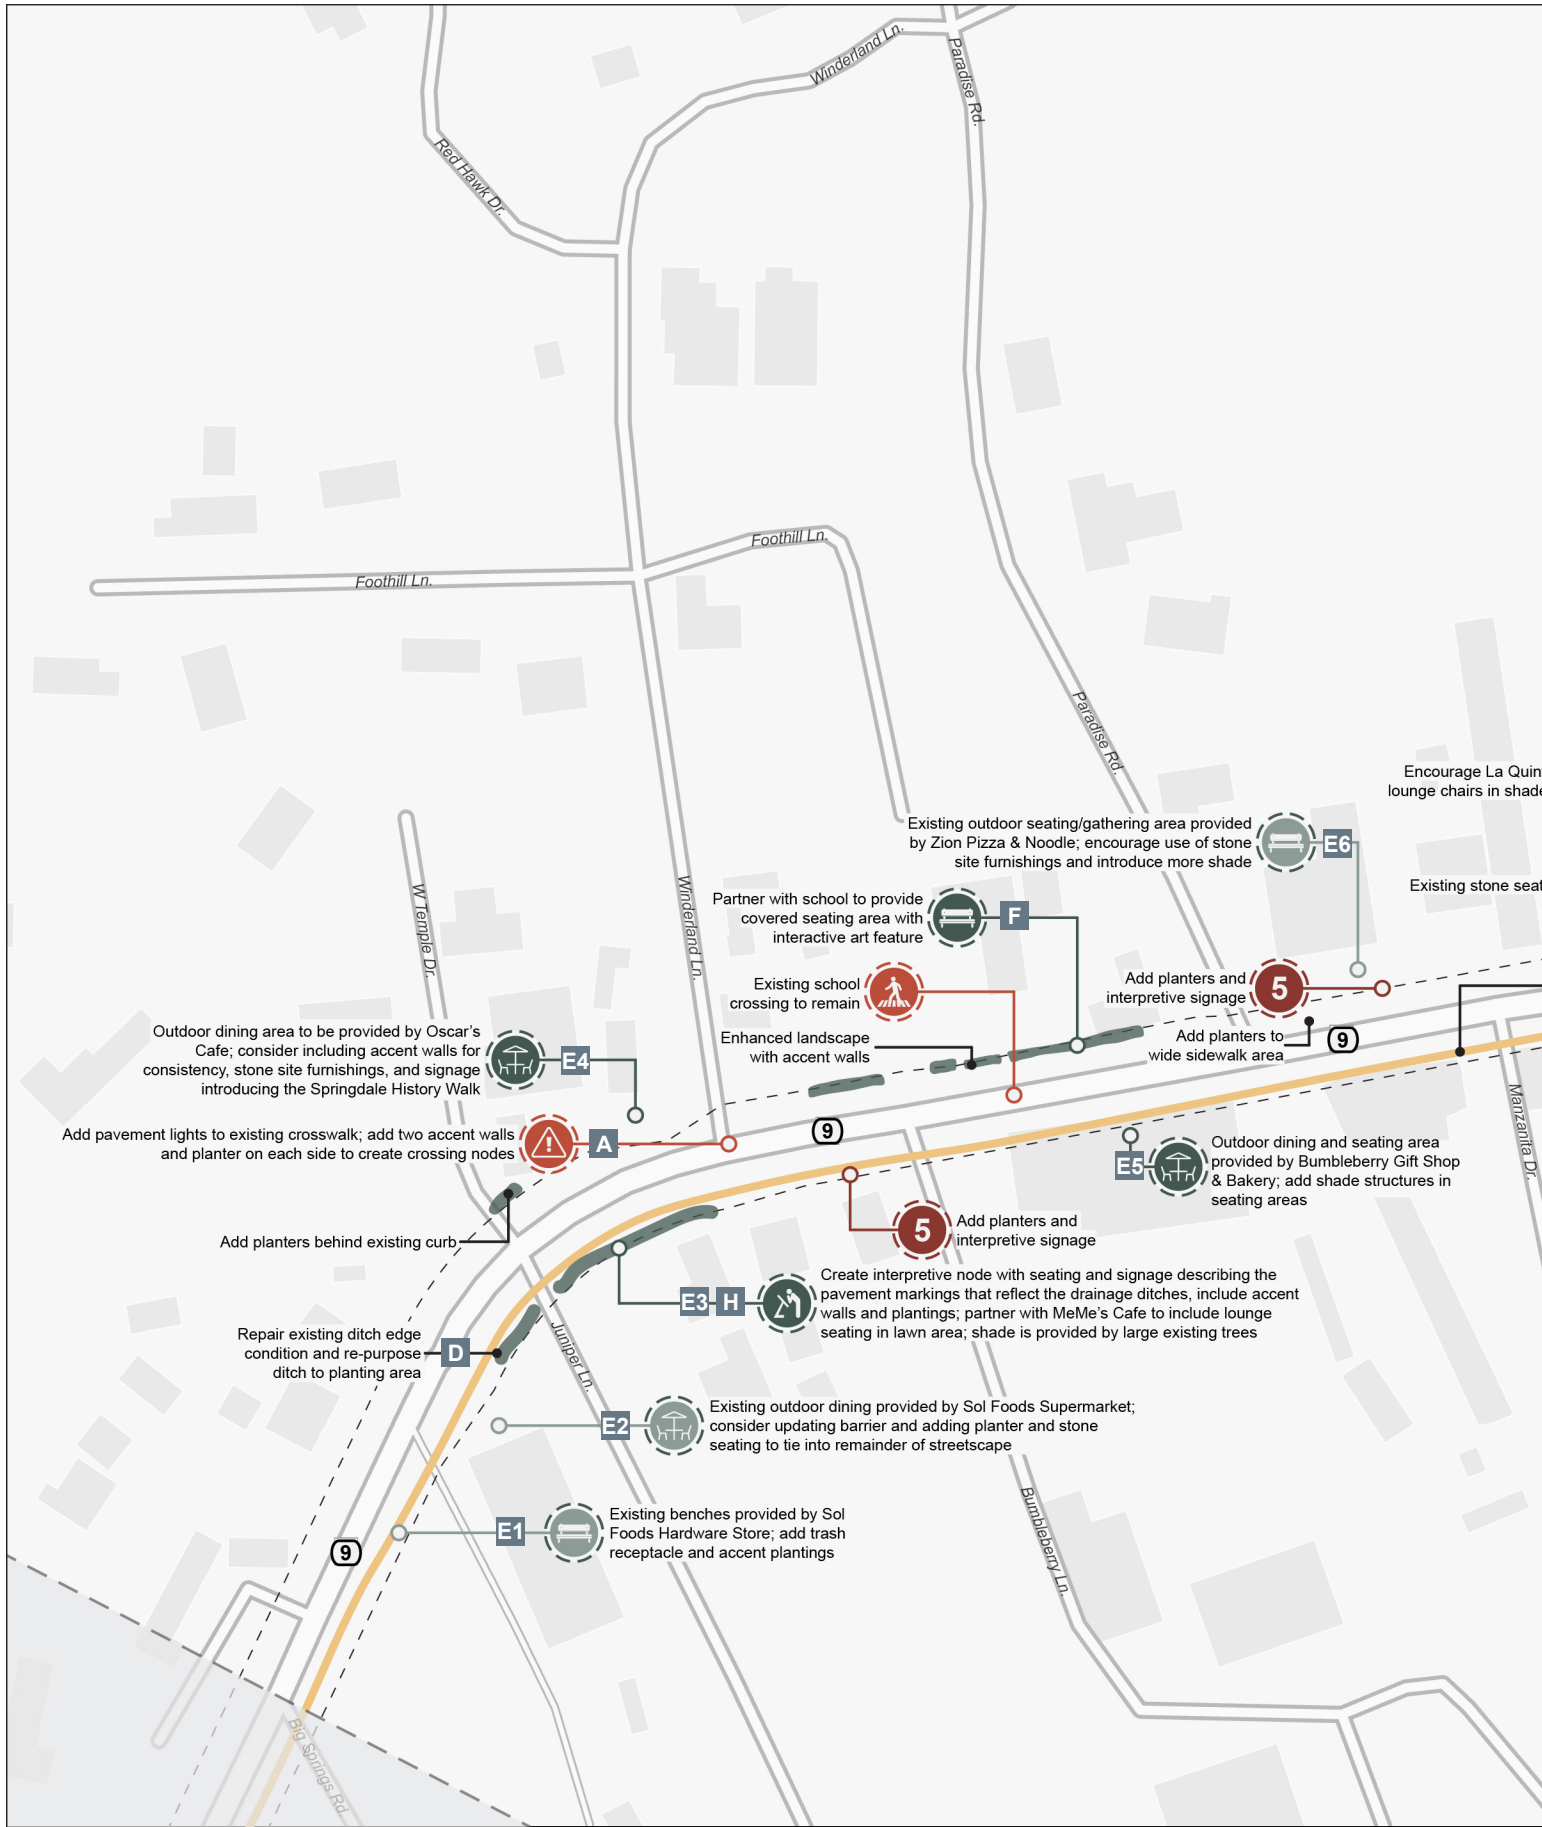 Winderland Ln.
Paradise Rd.
Red Hawk Dr.
Foothill Ln.
Foothill Ln.
Paradise Rd.
Encourage La Quin
lounge chairs in shade
Existing outdoor seating/gathering area provided
by Zion Pizza & Noodle; encourage use of stone
site furnishings and introduce more shade
E6
Existing stone seat
W Temple Dr.
Winderland Ln.
Partner with school to provide
covered seating area with
interactive art feature
F
Existing school
crossing to remain
Add planters and
interpretive signage
5
Enhanced landscape
with accent walls
Add planters to
wide sidewalk area
9
Outdoor dining area to be provided by Oscar's
Cafe; consider including accent walls for
consistency, stone site furnishings, and signage
introducing the Springdale History Walk
E4
Add pavement lights to existing crosswalk; add two accent walls
and planter on each side to create crossing nodes
A
9
Manzanita Dr.
E5
Outdoor dining and seating area
provided by Bumbleberry Gift Shop
& Bakery; add shade structures in
seating areas
Add planters behind existing curb
5
Add planters and
interpretive signage
E3
H
Create interpretive node with seating and signage describing the
pavement markings that reflect the drainage ditches, include accent
walls and plantings; partner with MeMe's Cafe to include lounge
seating in lawn area; shade is provided by large existing trees
Repair existing ditch edge
condition and re-purpose
ditch to planting area
D
Juniper Ln.
E2
Existing outdoor dining provided by Sol Foods Supermarket;
consider updating barrier and adding planter and stone
seating to tie into remainder of streetscape
E1
Existing benches provided by Sol
Foods Hardware Store; add trash
receptacle and accent plantings
Bumbleberry Ln.
9
Big Springs Rd.